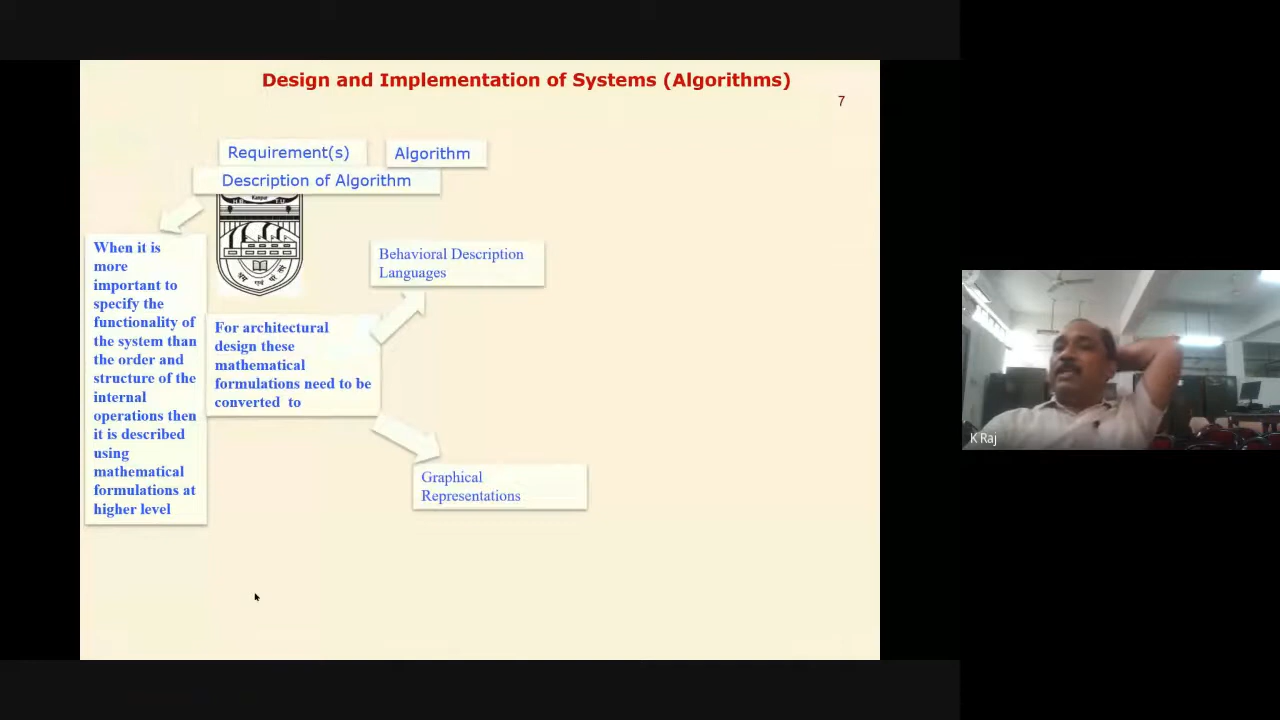 Design and Implementation of Systems (Algorithms)
7
Requirement(s)
Algorithm
Description of Algorithm
When it is
more
important to
specify the
functionality of
the system than
the order and
structure of the
internal
operations then
it is described
using
mathematical
formulations at
higher level
Kanpur
For architectural
design these
mathematical
formulations need to be
converted to
Behavioral Description
Languages
Graphical
Representations
K Raj